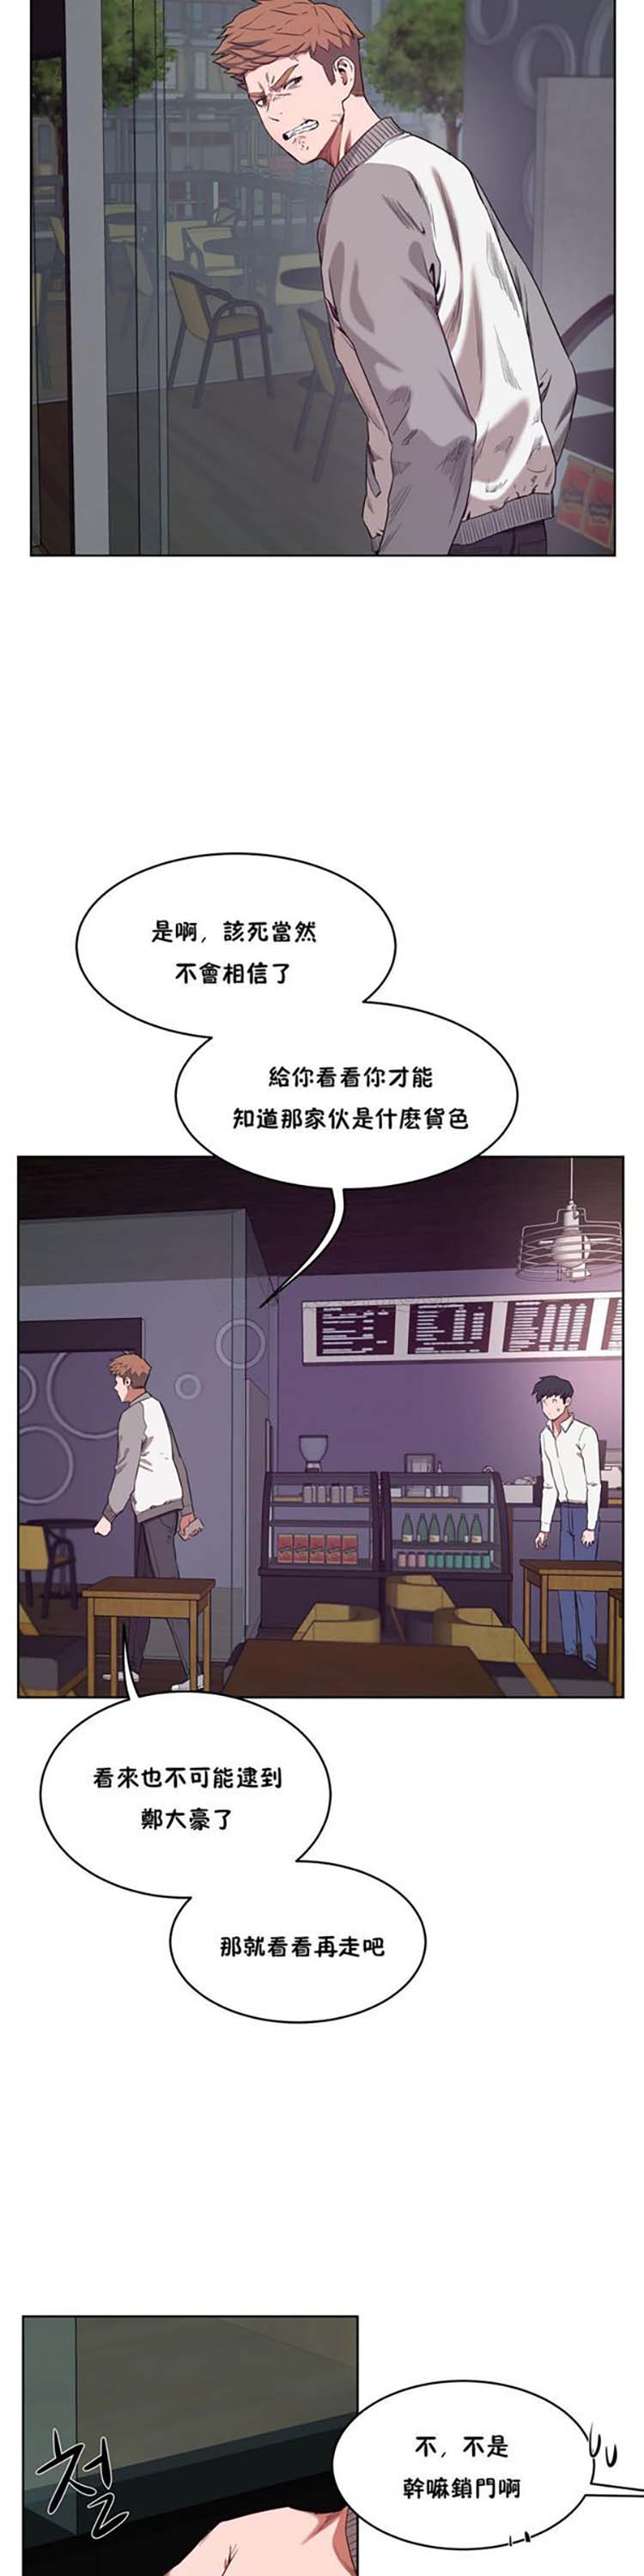 是啊，該死當然
不會相信了
給你看看你才能
知道那家伙是什麽貨色
看來也不可能逮到
鄭大豪了
那就看看再走吧
不，不是
幹嘛鎖門啊
철